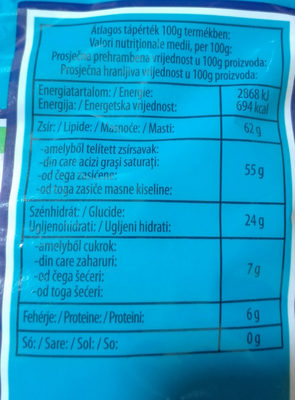 Átlagos tápérték 100g termékben:
Valori nutriționale medii, per 100g:
Prosječna prehrambena vrijednost u 100g proizvoda:
Prosječna hranljiva vrijednost u 100g proizvoda:
Energiatartalom: / Energie:
Energija: / Energetska vrijednost:
2868 kJ
694 kcal
Zsír: / Lipide: / Masnoće: / Masti:
62 g
-amelyből telített zsírsavak:
-din care acizi grași saturați:
-od čega zasićene:
-od toga zasiće masne kiseline:
55 g
Szénhidrát: / Glucide:
Ugljenohidrati: / Ugljeni hidrati:
24 g
-amelyből cukrok:
-din care zaharuri:
-od čega šećeri:
-od toga šećeri:
7 g
Fehérje: / Proteine: / Proteini:
6 g
Só: / Sare: / Sol: / So:
0 g